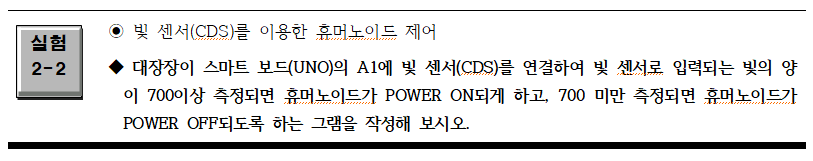 실험
2-2
◉ 빛 센서(CDS)를 이용한 휴머노이드 제어
◆ 대장장이 스마트 보드(UNO)의 A1에 빛 센서(CDS)를 연결하여 빛 센서로 입력되는 빛의 양
이 700이상 측정되면 휴머노이드가 POWER ON되게 하고, 700 미만 측정되면 휴머노이드가
POWER OFF되도록 하는 그램을 작성해 보시오.